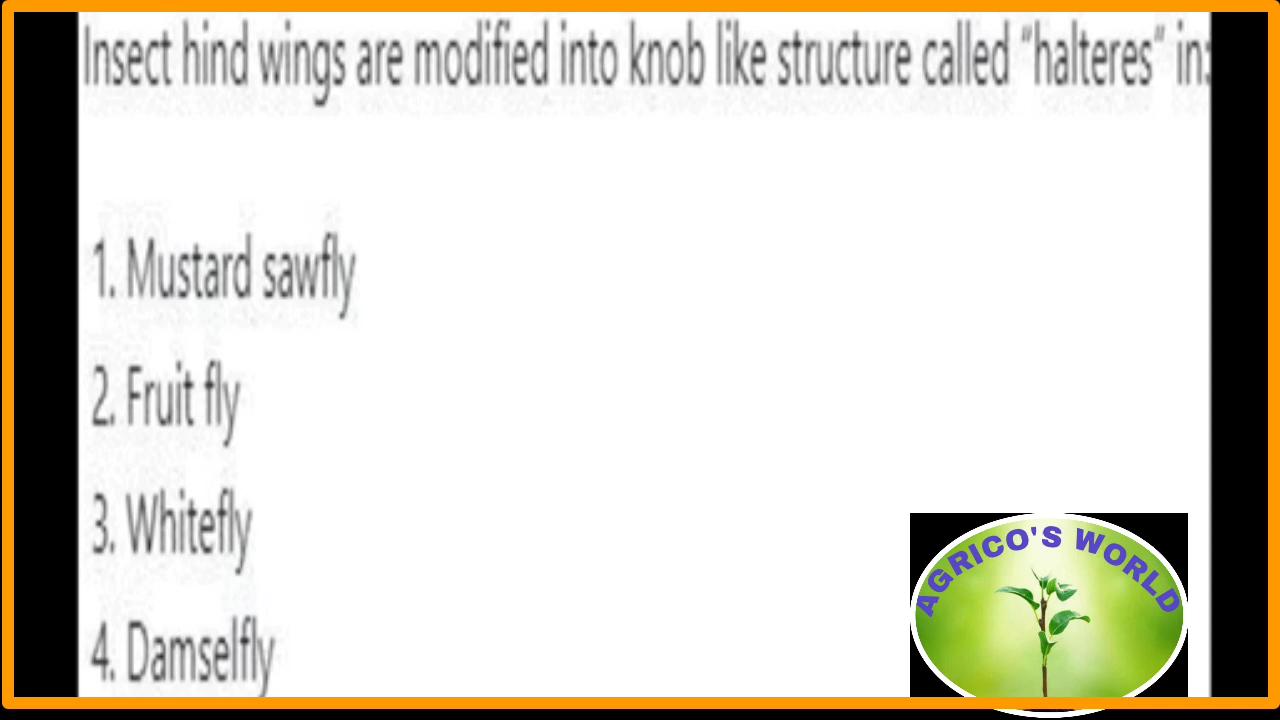 Insect hind wings are modified into knob like structure called “halteres” in:
1. Mustard sawfly
2. Fruit fly
3. Whitefly
4. Damselfly
AGRICO'S WORLD